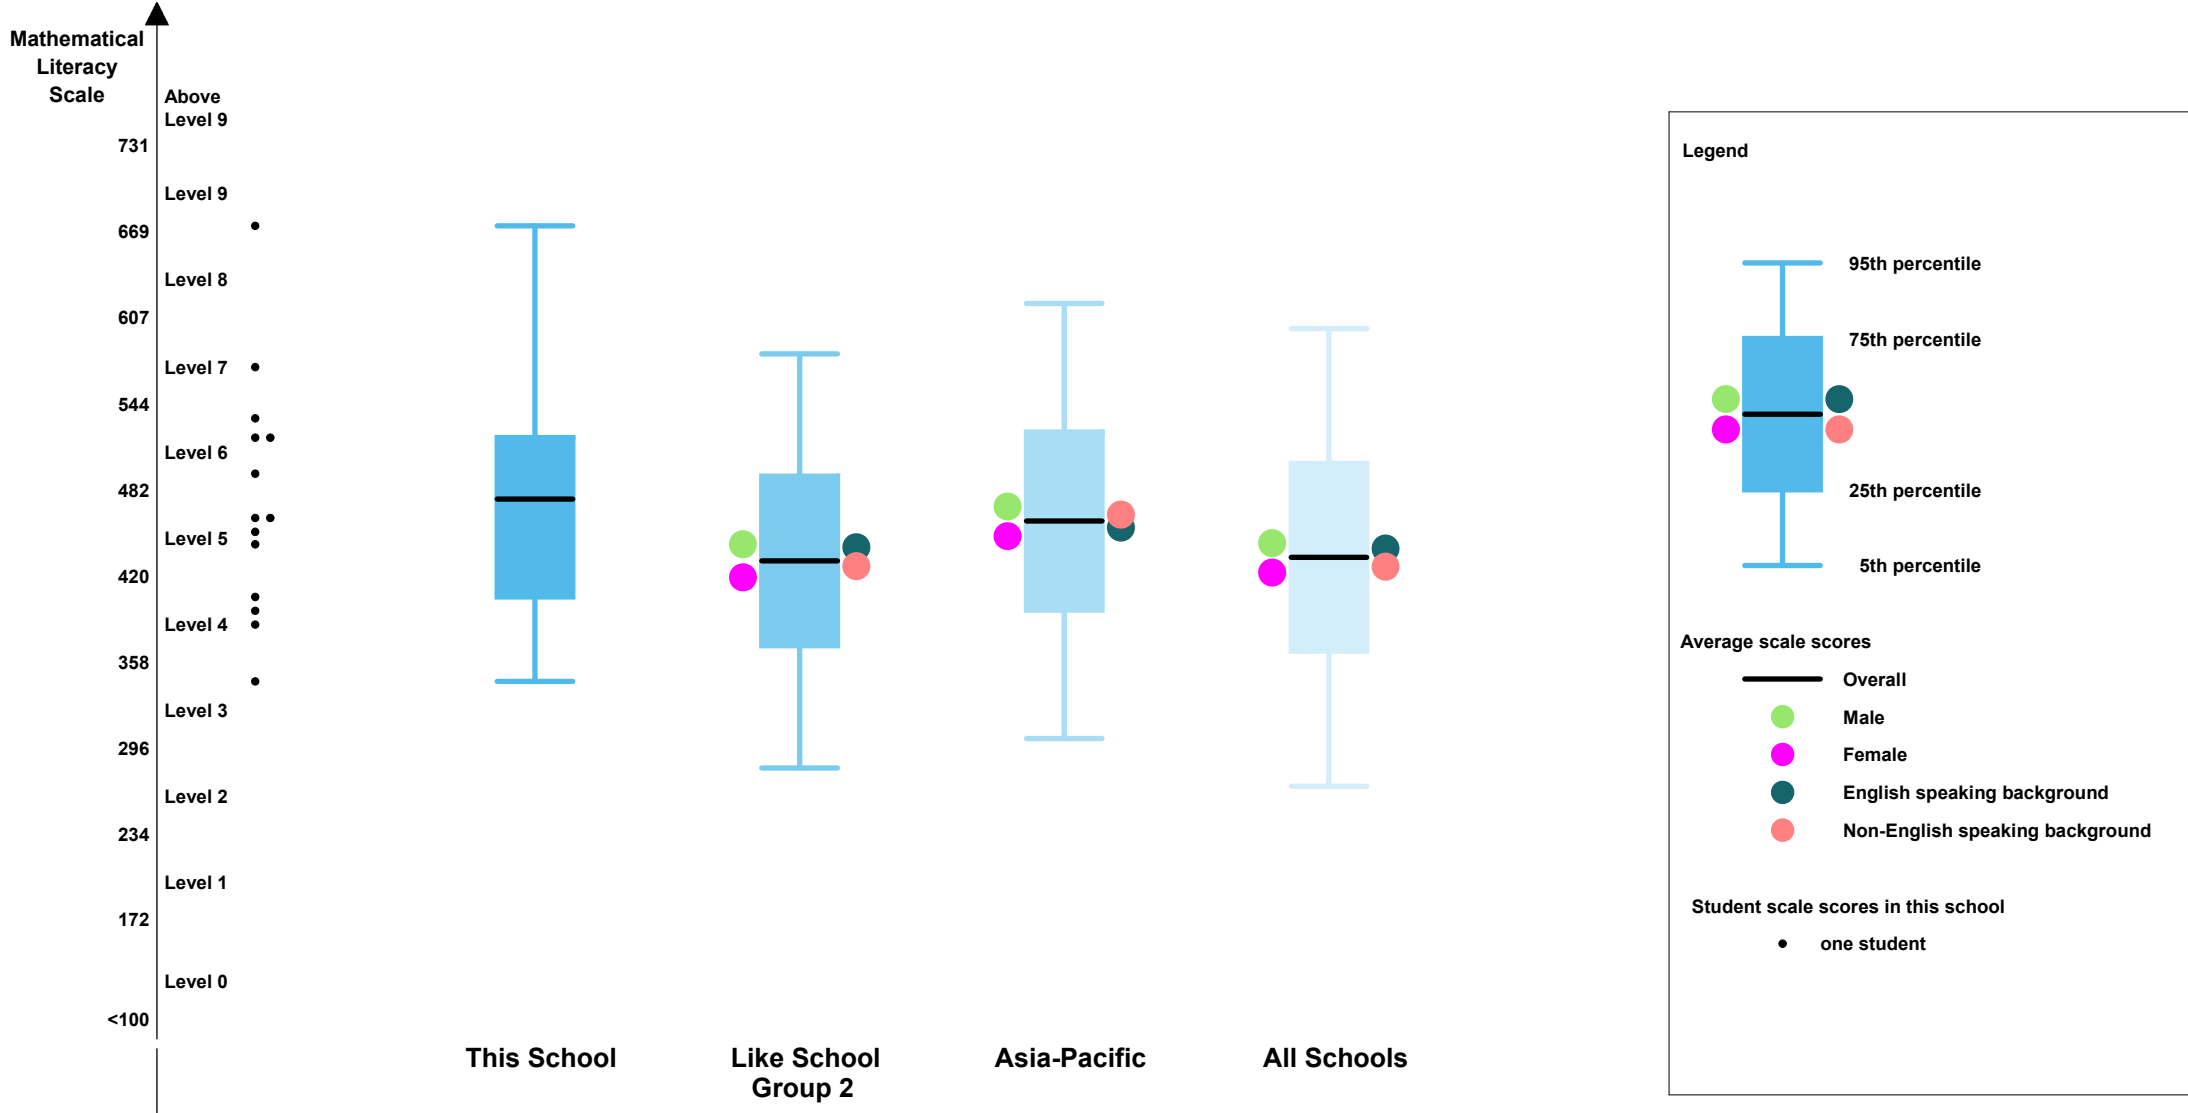 Mathematical
Literacy
Scale
Above
Level 9
731
Level 9
669
Level 8
607
Level 7
544
Level 6
482
Level 5
420
Level 4
358
Level 3
296
Level 2
234
Level 1
172
Level 0
<100
This School
Like School
Group 2
Asia-Pacific
All Schools
Legend
95th percentile
75th percentile
25th percentile
5th percentile
Average scale scores
Overall
Male
Female
English speaking background
Non-English speaking background
Student scale scores in this school
one student